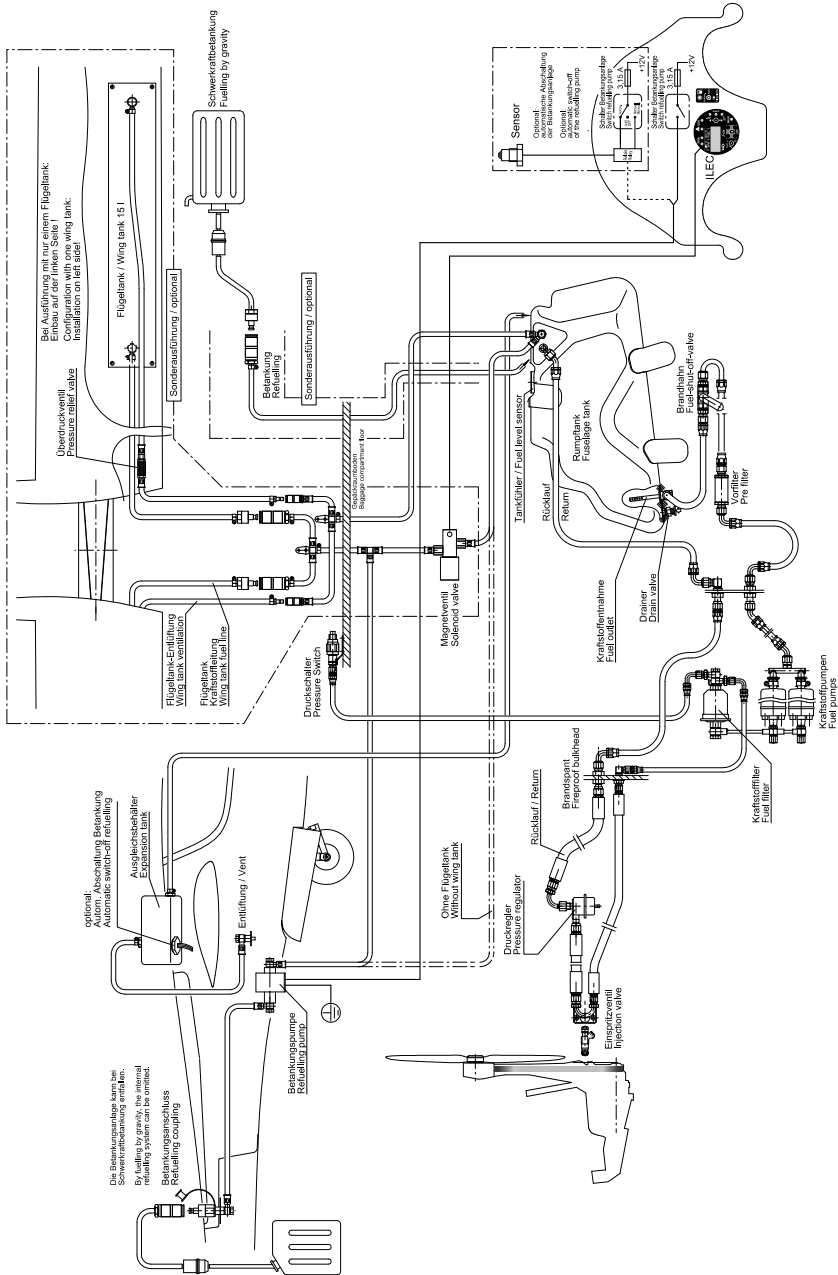 Bei Ausführung mit nur einem Flügeltank:
Einbau auf der linken Seite !
Configuration with one wing tank:
Installation on left side!
Flügeltank / Wing tank 15 l
Sonderausführung / optional
Überdruckventil
Pressure relief valve
Schwerkraftbetankung
Fuelling by gravity
Betankung
Refuelling
Sonderausführung / optional
Gepäckraumboden
Baggage compartment floor
Flügeltank-Entlüftung
Wing tank ventilation
Flügeltank
Kraftstoffleitung
Wing tank fuel line
Druckschalter
Pressure Switch
Magnetventil
Solenoid valve
Sensor
Optional:
automatische Abschaltung
der Betankungsanlage
Optional:
automatic switch-off
of the refuelling pump
Schalter Betankungsanlage
Switch refuelling pump
3,15 A
+12V
Schalter Betankungsanlage
Switch refuelling pump
3,15 A
+12V
ILEC
Tankfühler / Fuel level sensor
Rücklauf
Return
Rumpftank
Fuselage tank
Brandhahn
Fuel-shut-off-valve
Vorfilter
Pre filter
Kraftstoffentnahme
Fuel outlet
Drainer
Drain valve
Kraftstoffpumpen
Fuel pumps
Kraftstofffilter
Fuel filter
Brandspant
Fireproof bulkhead
Rücklauf / Return
Druckregler
Pressure regulator
Einspritzventil
Injection valve
Ohne Flügeltank
Without wing tank
optional:
Autom. Abschaltung Betankung
Automatic switch-off refuelling
Ausgleichsbehälter
Expansion tank
Entlüftung / Vent
Betankungspumpe
Refuelling pump
Die Betankungsanlage kann bei
Schwerkraftbetankung entfallen.
By fuelling by gravity, the internal
refuelling system can be omitted.
Betankungsanschluss
Refuelling coupling